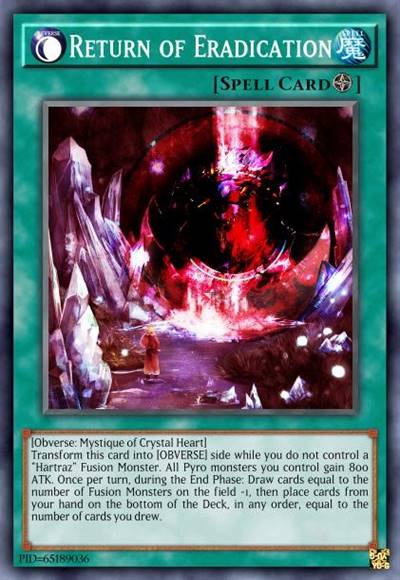 RETURN OF ERADICATION
[SPELL CARD]
[Obverse: Mystique of Crystal Heart]
Transform this card into [OBVERSE] side while you do not control a
"Hartraz" Fusion Monster. All Pyro monsters you control gain 800
ATK. Once per turn, during the End Phase: Draw cards equal to the
number of Fusion Monsters on the field -1, then place cards from
your hand on the bottom of the Deck, in any order, equal to the
number of cards you drew.
PID=65189036